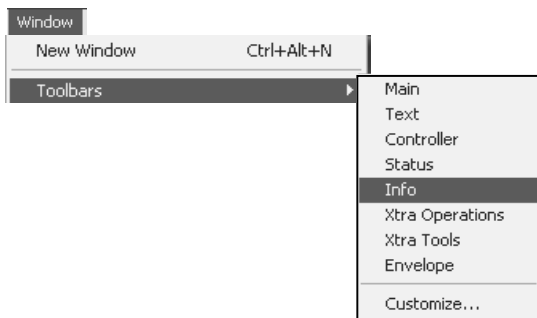 Window
New Window Ctrl+Alt+N
Toolbars
Main
Text
Controller
Status
Info
Xtra Operations
Xtra Tools
Envelope
Customize...